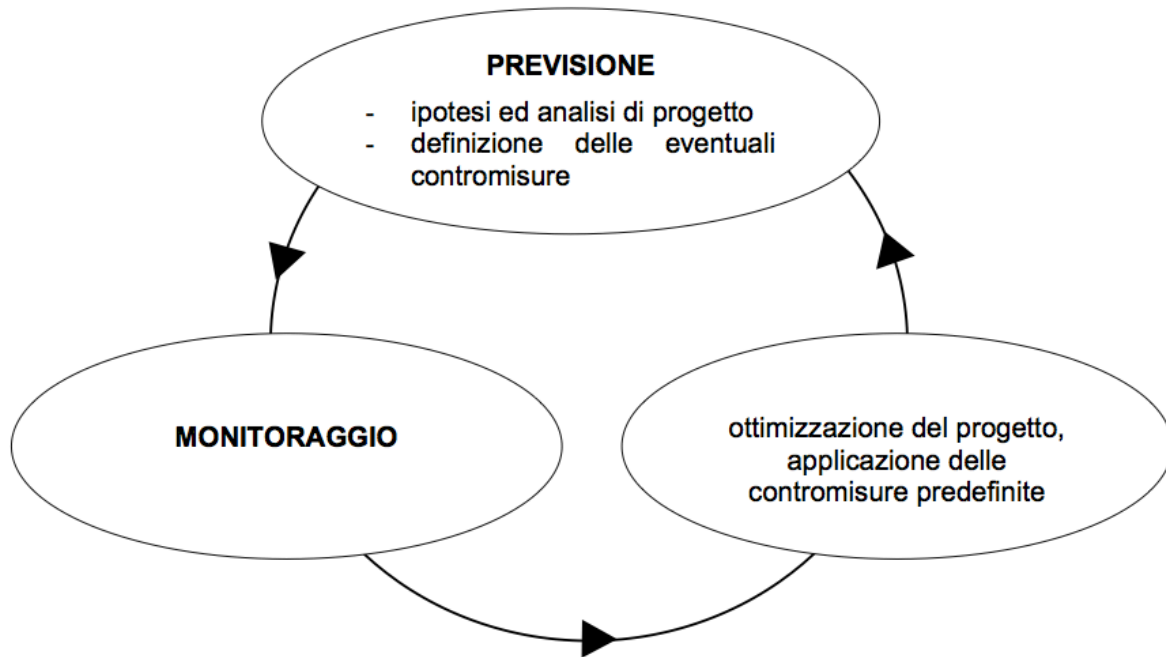 PREVISIONE
- ipotesi ed analisi di progetto
- definizione delle eventuali
contromisure
MONITORAGGIO
ottimizzazione del progetto,
applicazione delle
contromisure predefinite